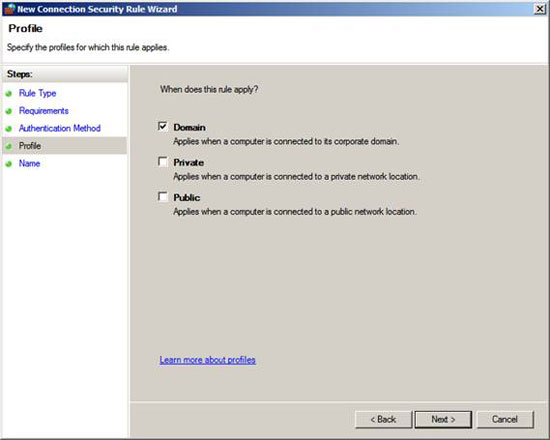 New Connection Security Rule Wizard
Profile
Specify the profiles for which this rule applies.
Steps:
Rule Type
Requirements
Authentication Method
Profile
Name
When does this rule apply?
Domain
Applies when a computer is connected to its corporate domain.
Private
Applies when a computer is connected to a private network location.
Public
Applies when a computer is connected to a public network location.
Learn more about profiles
< Back
Next >
Cancel